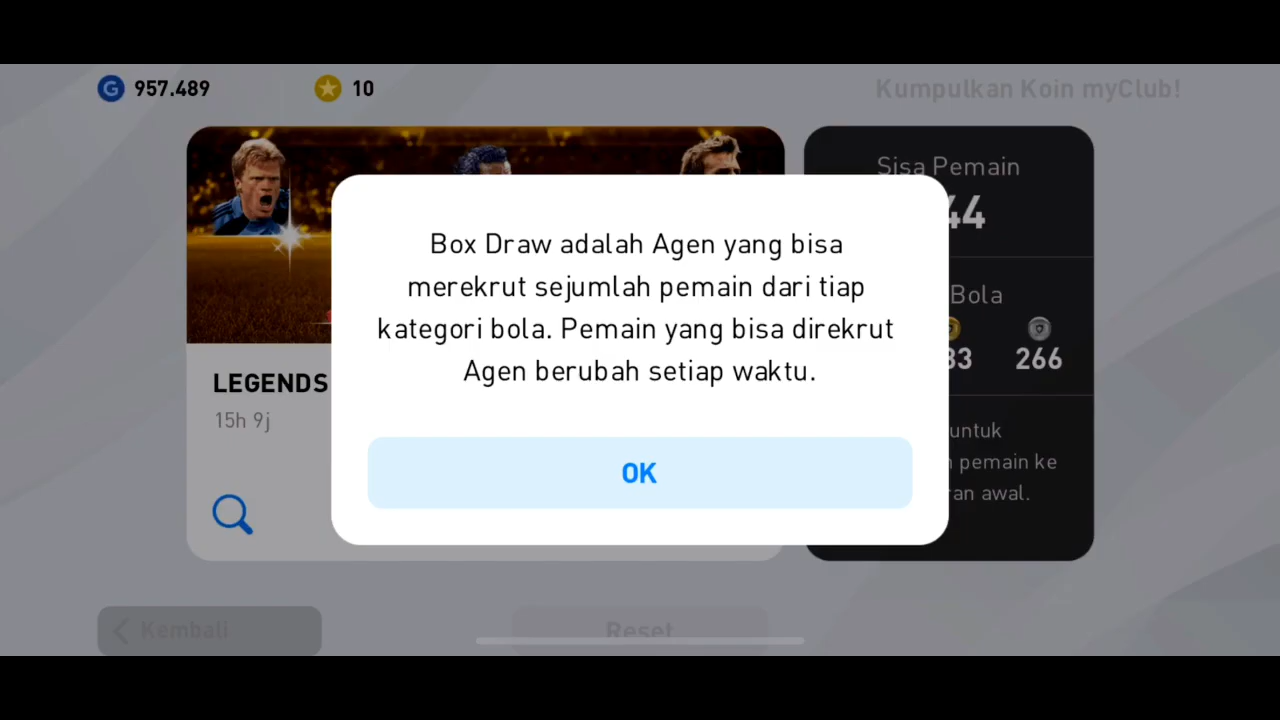 957.489
10
Kumpulkan Koin myClub!
Sisa Pemain
44
Box Draw adalah Agen yang bisa
merekrut sejumlah pemain dari tiap
kategori bola. Pemain yang bisa direkrut
Agen berubah setiap waktu.
OK
Bola
33
266
LEGENDS
15h 9j
untuk
pemain ke
awal.
Kembali
Reset